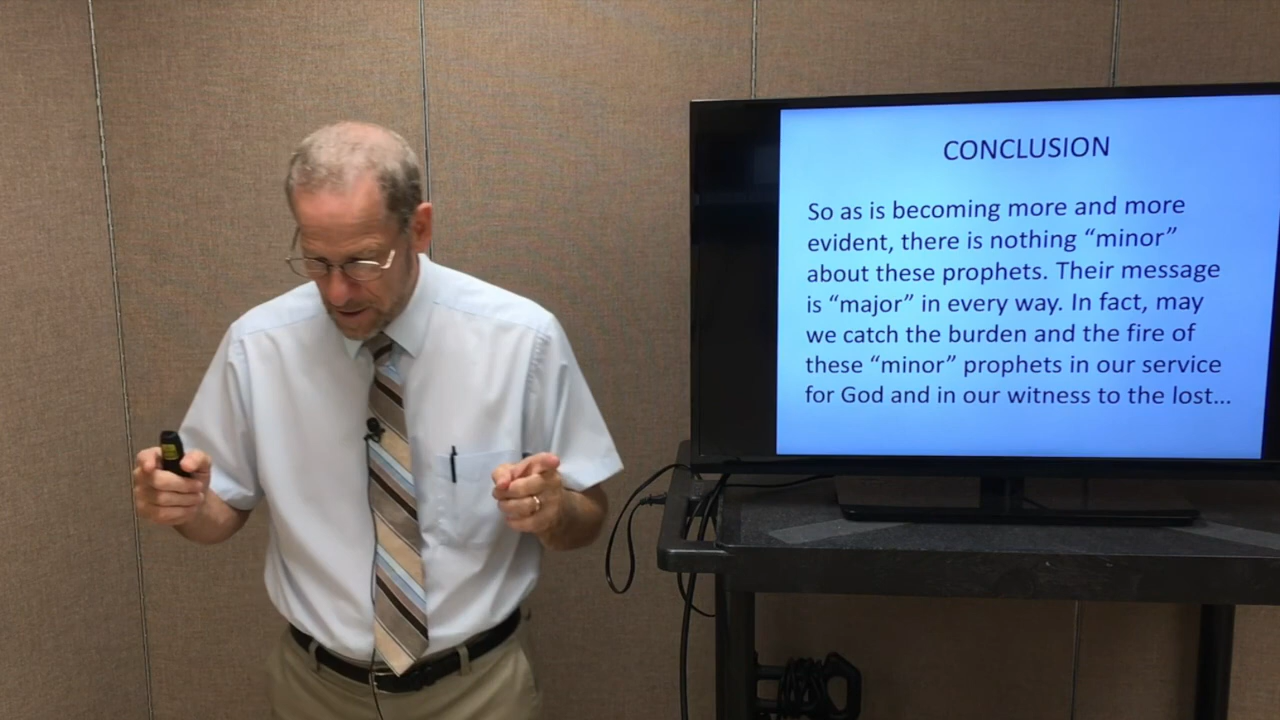 CONCLUSION
So as is becoming more and more
evident, there is nothing “minor”
about these prophets. Their message
is “major” in every way. In fact, may
we catch the burden and the fire of
these “minor” prophets in our service
for God and in our witness to the lost...